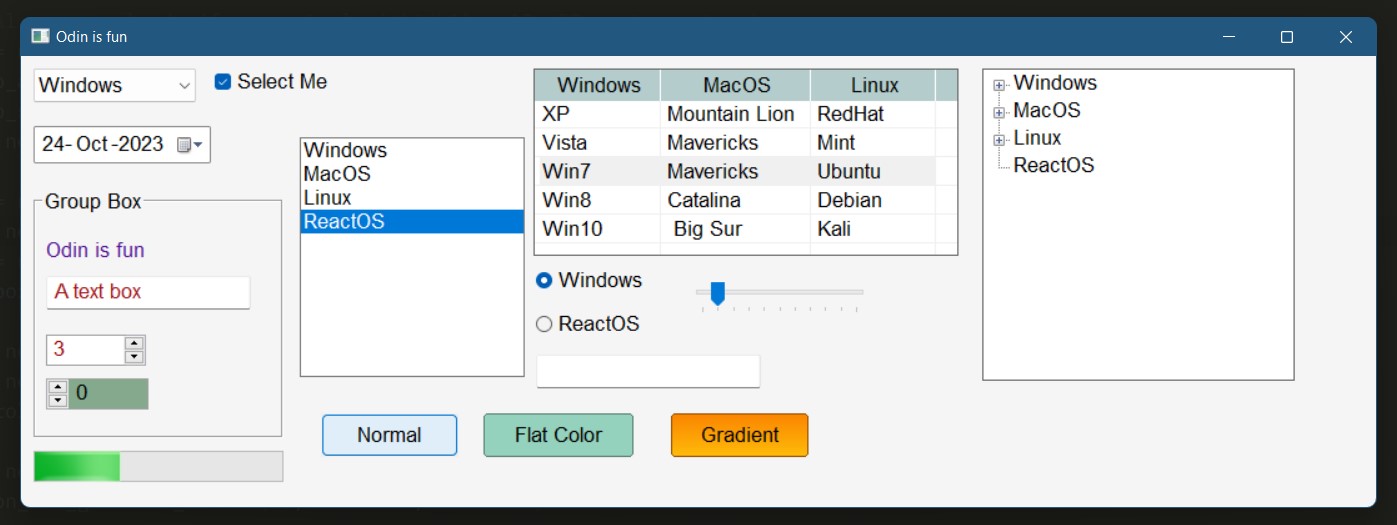 Odin is fun
Windows
Select Me
24- Oct -2023
Group Box
Odin is fun
A text box
3
0
Windows
MacOS
Linux
ReactOS
Windows MacOS Linux
XP Mountain Lion RedHat
Vista Mavericks Mint
Win7 Mavericks Ubuntu
Win8 Catalina Debian
Win10 Big Sur Kali
Windows
ReactOS
Normal
Flat Color
Gradient
Windows
MacOS
Linux
ReactOS